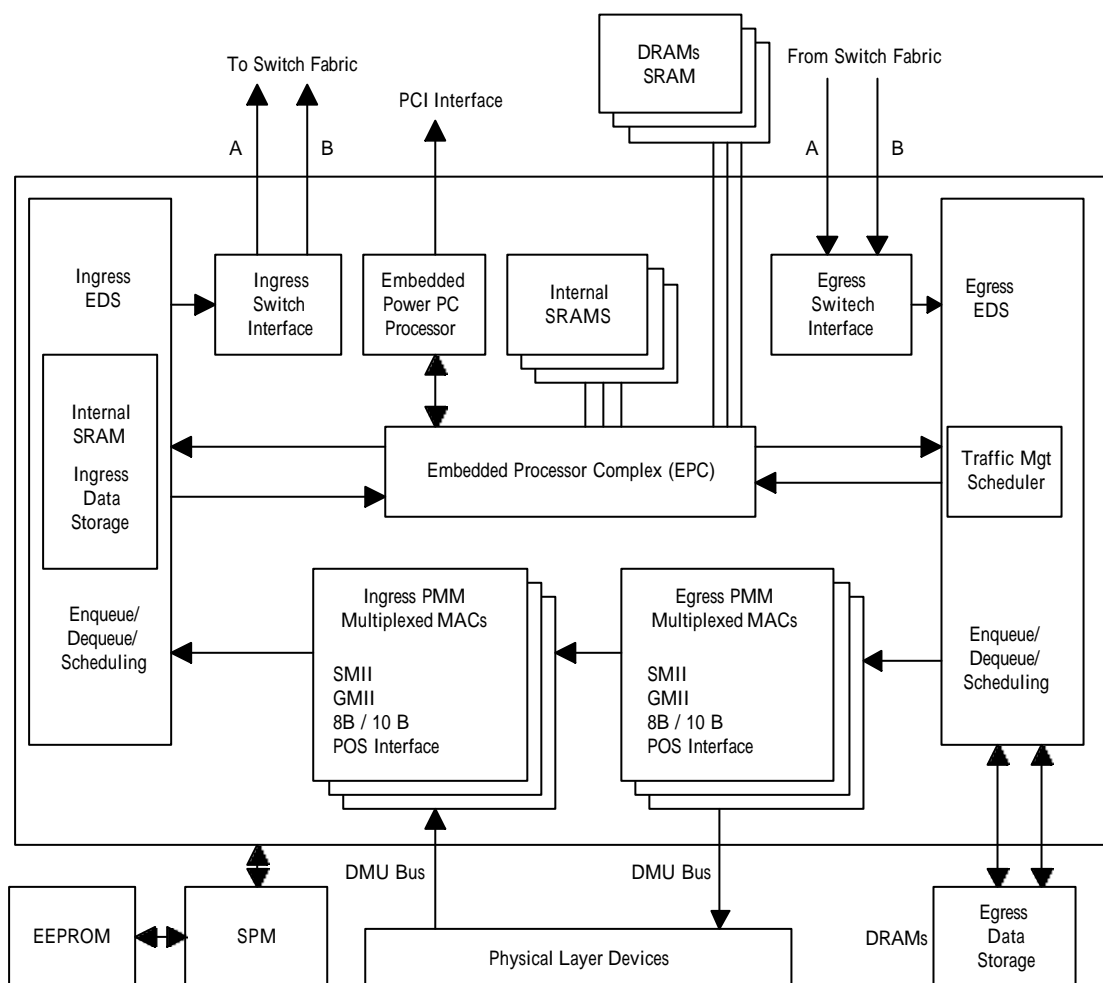 To Switch Fabric
PCI Interface
DRAMs
SRAM
From Switch Fabric
A
B
A
B
Ingress
EDS
Ingress
Switch
Interface
Embedded
Power PC
Processor
Internal
SRAMS
Egress
Switech
Interface
Egress
EDS
Internal
SRAM
Ingress
Data
Storage
Embedded Processor Complex (EPC)
Traffic Mgt
Scheduler
Enqueue/
Dequeue/
Scheduling
Ingress PMM
Multiplexed MACs
SMII
GMII
8B / 10 B
POS Interface
Egress PMM
Multiplexed MACs
SMII
GMII
8B / 10 B
POS Interface
Enqueue/
Dequeue/
Scheduling
DMU Bus
DMU Bus
EEPROM
SPM
Physical Layer Devices
DRAMs
Egress
Data
Storage